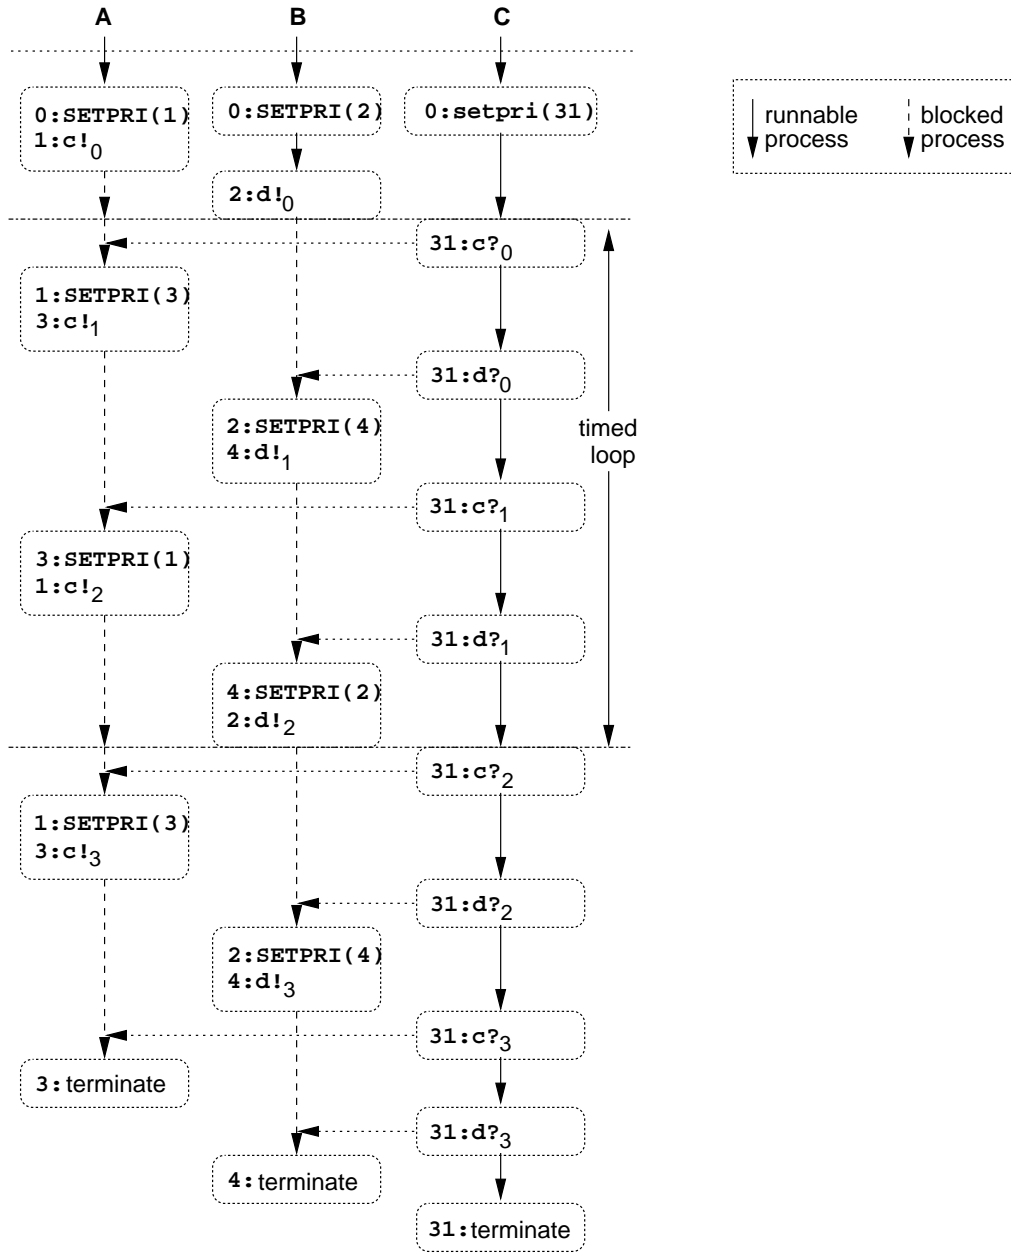 A B C
0:SETPRI(1)
1:c!0
0:SETPRI(2)
0:setpri(31)
runnable
process
blocked
process
2:d!0
31:c?0
1:SETPRI(3)
3:c!1
31:d?0
2:SETPRI(4)
4:d!1
timed
loop
31:c?1
3:SETPRI(1)
1:c!2
31:d?1
4:SETPRI(2)
2:d!2
31:c?2
1:SETPRI(3)
3:c!3
31:d?2
2:SETPRI(4)
4:d!3
31:c?3
3:terminate
31:d?3
4:terminate
31:terminate